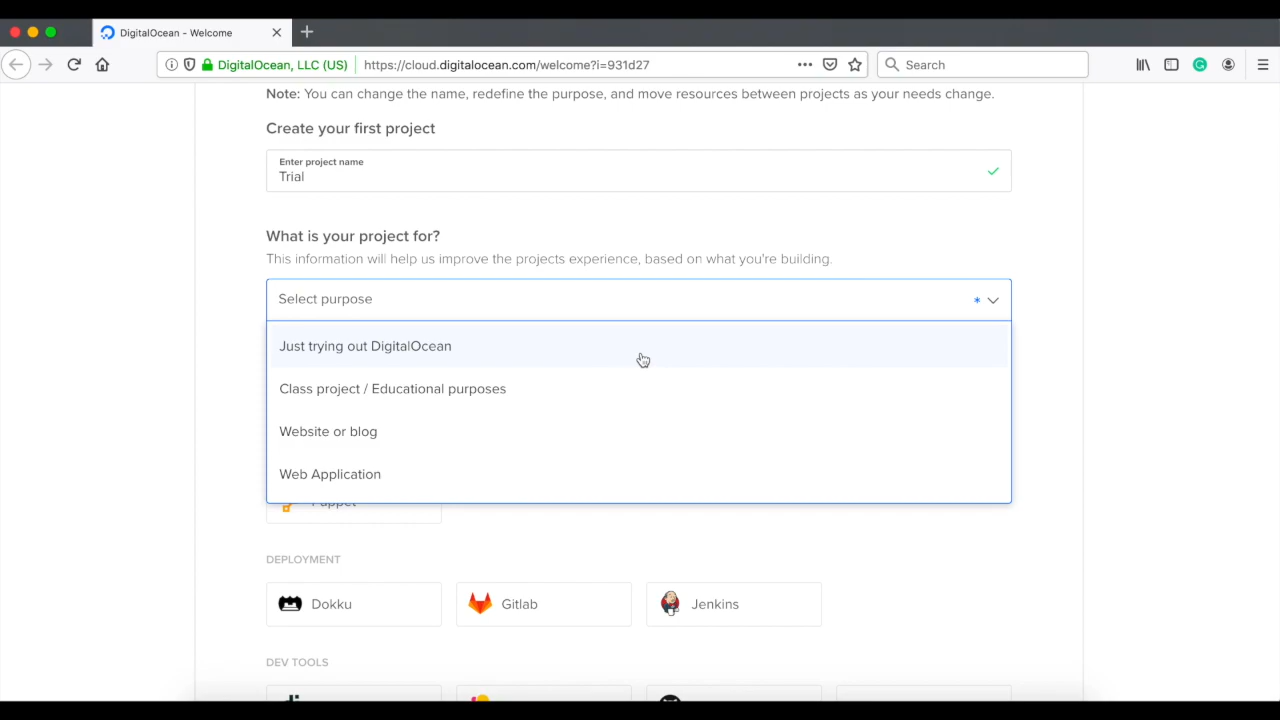 DigitalOcean - Welcome
DigitalOcean, LLC (US)
https://cloud.digitalocean.com/welcome?i=931d27
Search
Note: You can change the name, redefine the purpose, and move resources between projects as your needs change.
Create your first project
Enter project name
Trial
What is your project for?
This information will help us improve the projects experience, based on what you're building.
Select purpose
*
Just trying out DigitalOcean
Class project / Educational purposes
Website or blog
Web Application
Puppet
DEPLOYMENT
Dokku
Gitlab
Jenkins
DEV TOOLS